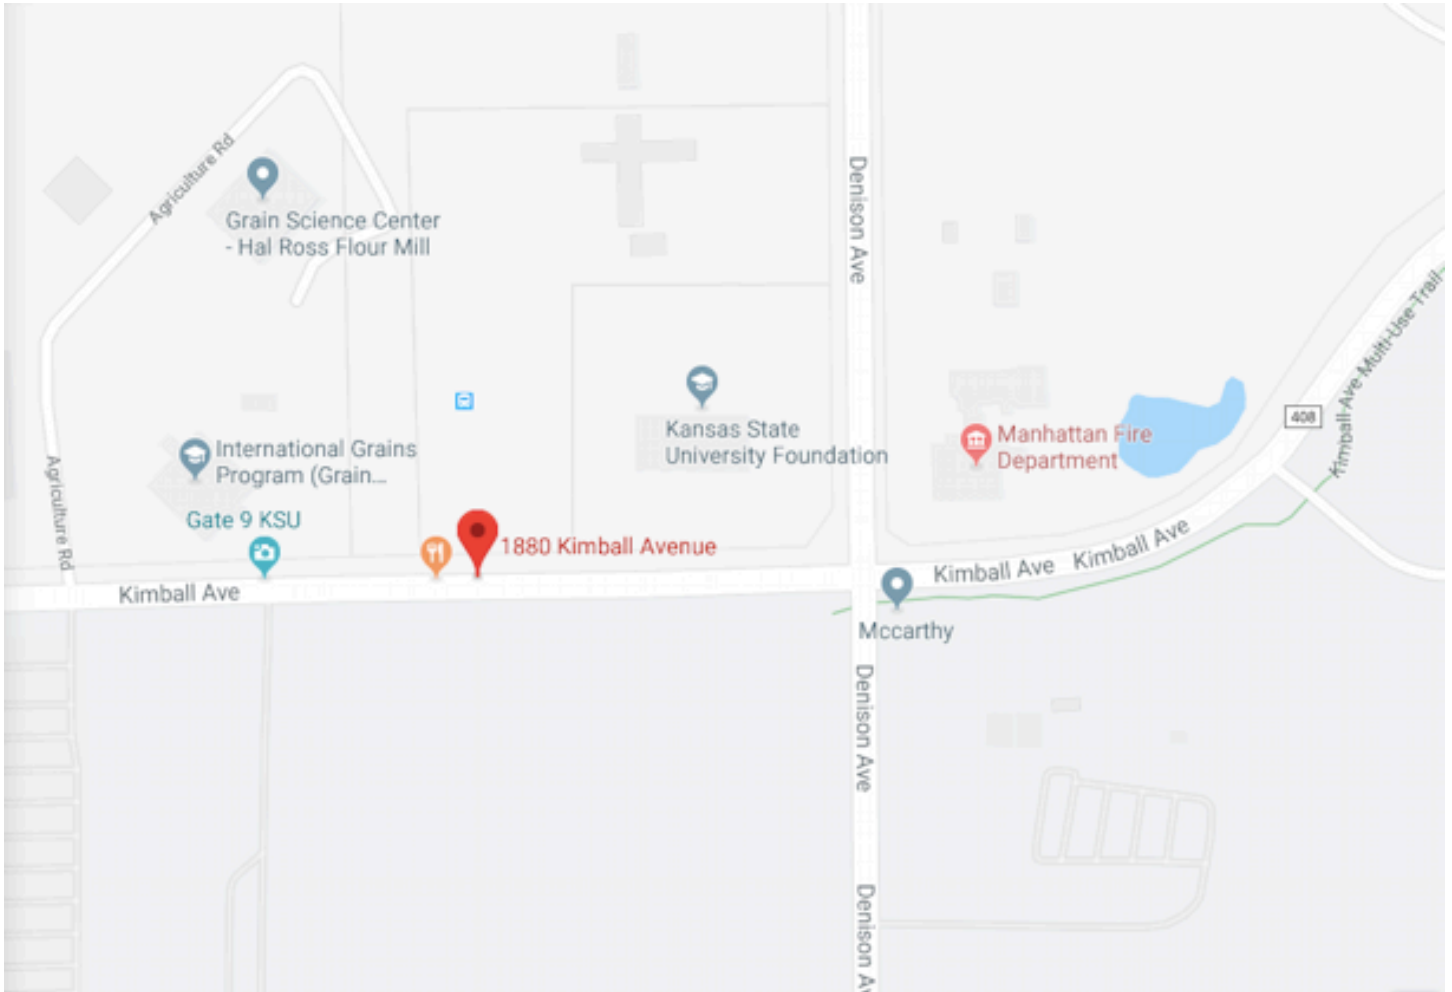 Agriculture Rd
Grain Science Center
- Hal Ross Flour Mill
Denison Ave
Kimball Ave Multi-Use Trail
408
Kansas State
University Foundation
Manhattan Fire
Department
International Grains
Program (Grain...
Agriculture Rd
Gate 9 KSU
1880 Kimball Avenue
Kimball Ave
Kimball Ave
Kimball Ave
Mccarthy
Denison Ave
Denison Av